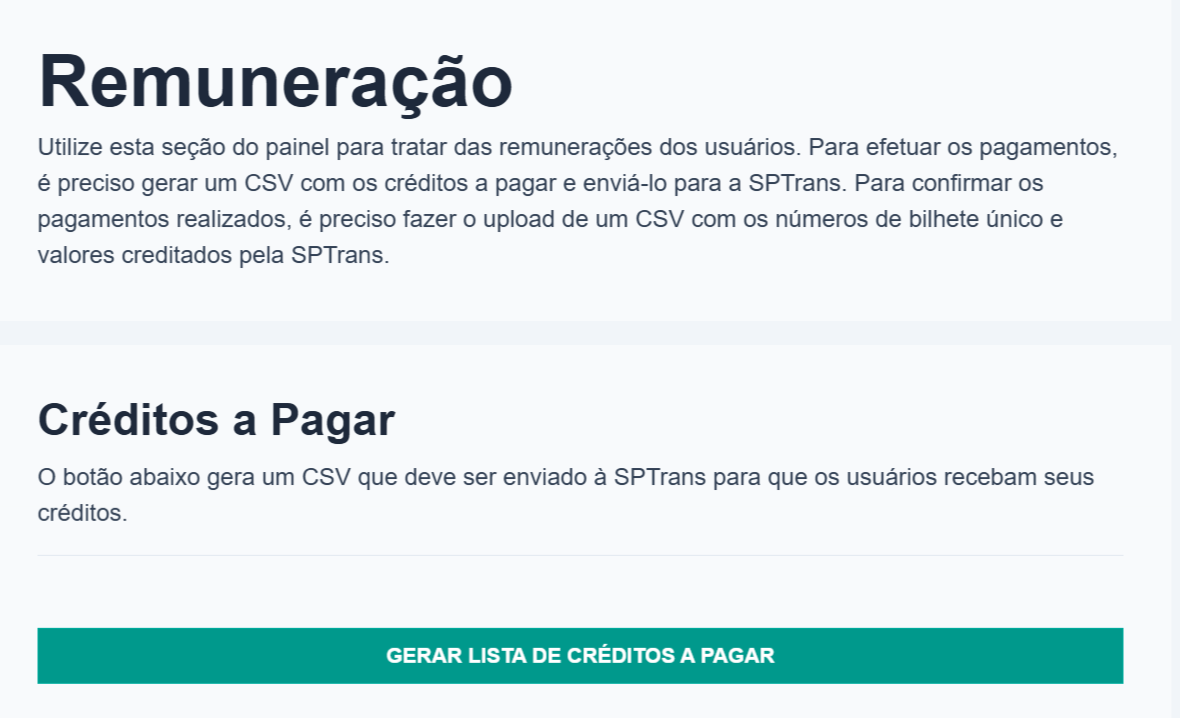 Remuneração
Utilize esta seção do painel para tratar das remunerações dos usuários. Para efetuar os pagamentos,
é preciso gerar um CSV com os créditos a pagar e enviá-lo para a SPTrans. Para confirmar os
pagamentos realizados, é preciso fazer o upload de um CSV com os números de bilhete único e
valores creditados pela SPTrans.
Créditos a Pagar
O botão abaixo gera um CSV que deve ser enviado à SPTrans para que os usuários recebam seus
créditos.
GERAR LISTA DE CRÉDITOS A PAGAR